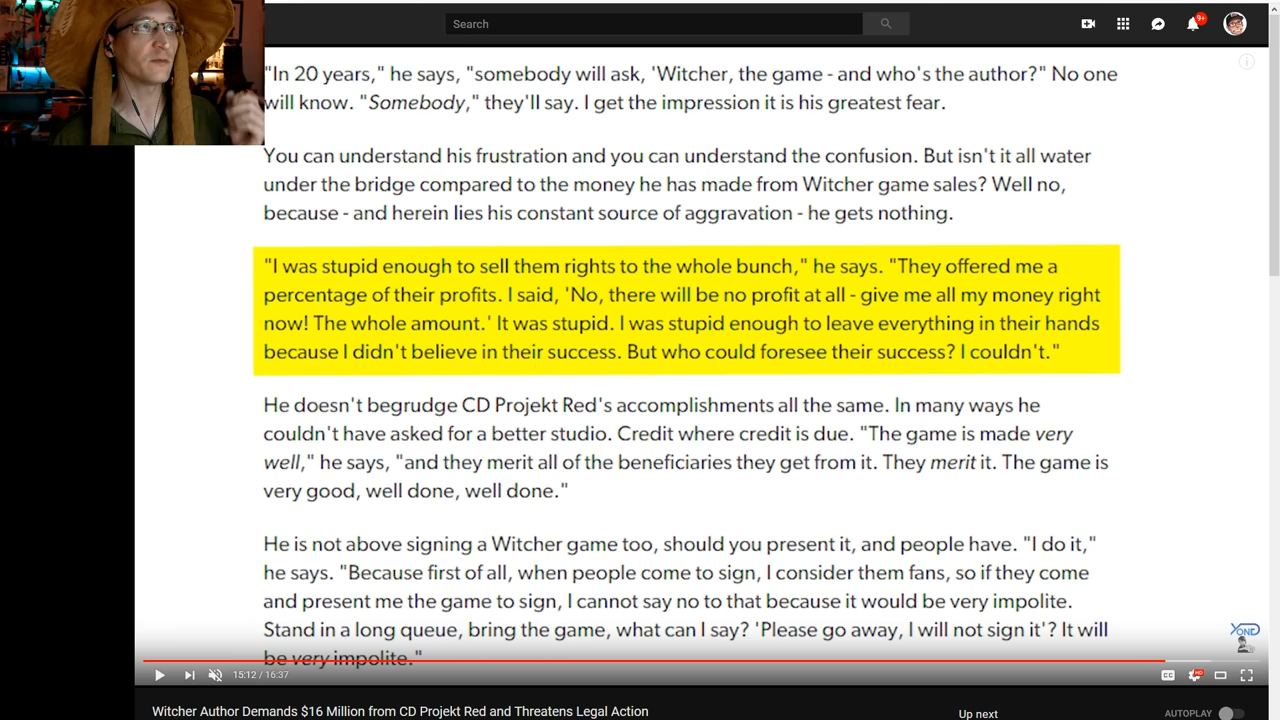 Search
9+
"In 20 years," he says, "somebody will ask, 'Witcher, the game - and who's the author?" No one
will know. "Somebody," they'll say. I get the impression it is his greatest fear.
You can understand his frustration and you can understand the confusion. But isn't it all water
under the bridge compared to the money he has made from Witcher game sales? Well no,
because - and herein lies his constant source of aggravation - he gets nothing.
"I was stupid enough to sell them rights to the whole bunch," he says. "They offered me a
percentage of their profits. I said, 'No, there will be no profit at all - give me all my money right
now! The whole amount.' It was stupid. I was stupid enough to leave everything in their hands
because I didn't believe in their success. But who could foresee their success? I couldn't."
He doesn't begrudge CD Projekt Red's accomplishments all the same. In many ways he
couldn't have asked for a better studio. Credit where credit is due. "The game is made very
well," he says, "and they merit all of the beneficiaries they get from it. They merit it. The game is
very good, well done, well done."
He is not above signing a Witcher game too, should you present it, and people have. "I do it,"
he says. "Because first of all, when people come to sign, I consider them fans, so if they come
and present me the game to sign, I cannot say no to that because it would be very impolite.
Stand in a long queue, bring the game, what can I say? 'Please go away, I will not sign it'? It will
be very impolite."
YONG
15:12 / 16:37
CC
HD
Witcher Author Demands $16 Million from CD Projekt Red and Threatens Legal Action
Up next
AUTOPLAY